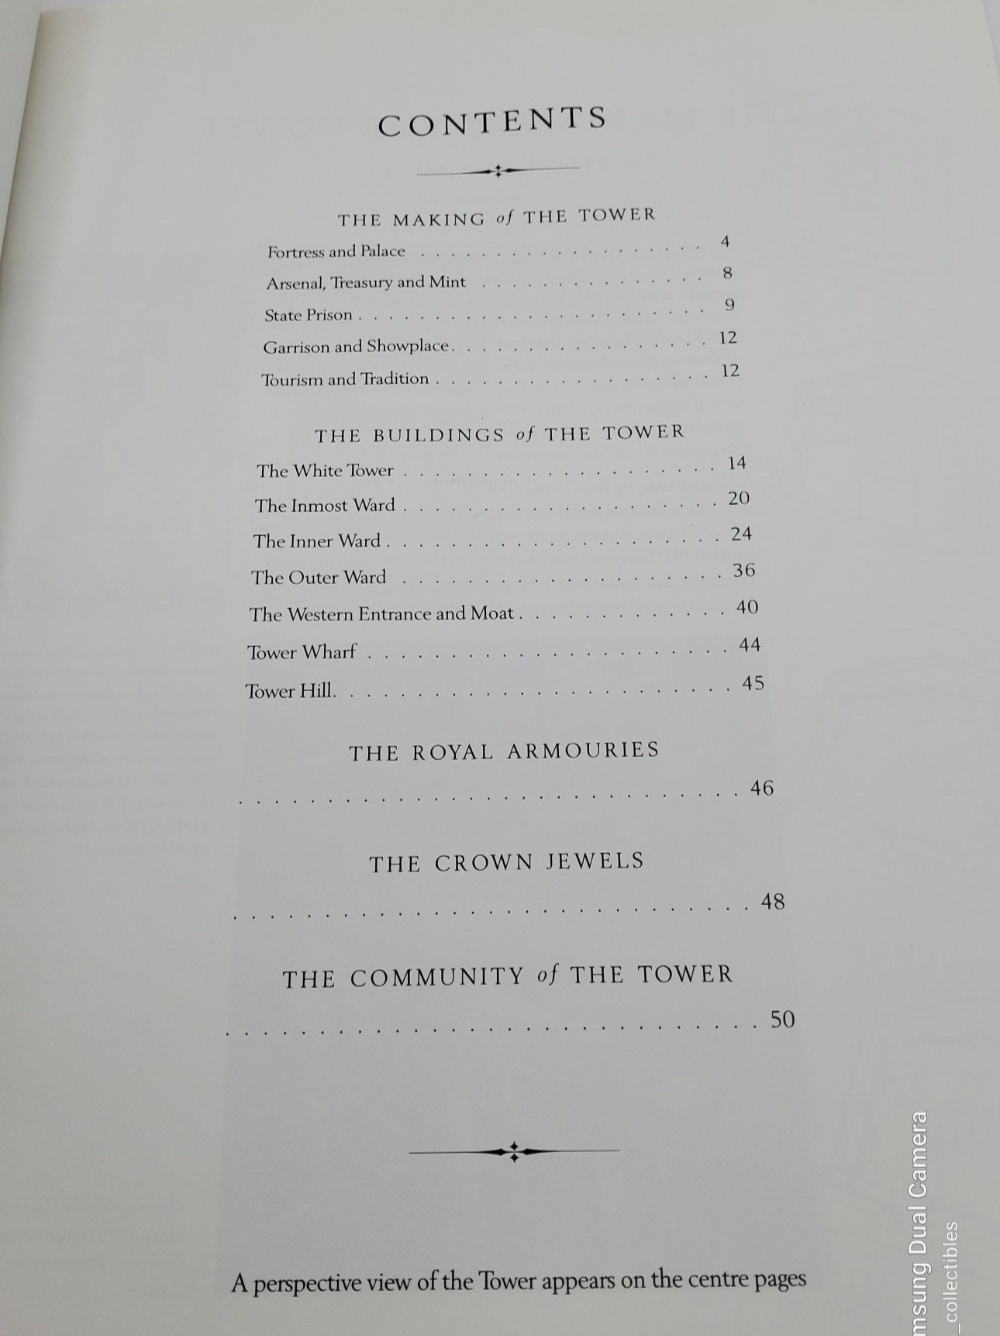 CONTENTS
THE MAKING of THE TOWER
Fortress and Palace . . . . . . . . . . . . . . . . . . . 4
Arsenal, Treasury and Mint . . . . . . . . . . . . . . . 8
State Prison . . . . . . . . . . . . . . . . . . . . . . . 9
Garrison and Showplace. . . . . . . . . . . . . . . . . 12
Tourism and Tradition . . . . . . . . . . . . . . . . . . 12
THE BUILDINGS of THE TOWER
The White Tower . . . . . . . . . . . . . . . . . . . . 14
The Inmost Ward . . . . . . . . . . . . . . . . . . . . 20
The Inner Ward . . . . . . . . . . . . . . . . . . . . . 24
The Outer Ward . . . . . . . . . . . . . . . . . . . . 36
The Western Entrance and Moat . . . . . . . . . . . . . 40
Tower Wharf . . . . . . . . . . . . . . . . . . . . . . 44
Tower Hill. . . . . . . . . . . . . . . . . . . . . . . . 45
THE ROYAL ARMOURIES
. . . . . . . . . . . . . . . . . . . . . . . . . . . . . 46
THE CROWN JEWELS
. . . . . . . . . . . . . . . . . . . . . . . . . . . . . 48
THE COMMUNITY of THE TOWER
. . . . . . . . . . . . . . . . . . . . . . . . . . . . . 50
A perspective view of the Tower appears on the centre pages
msung Dual Camera
_collectibles